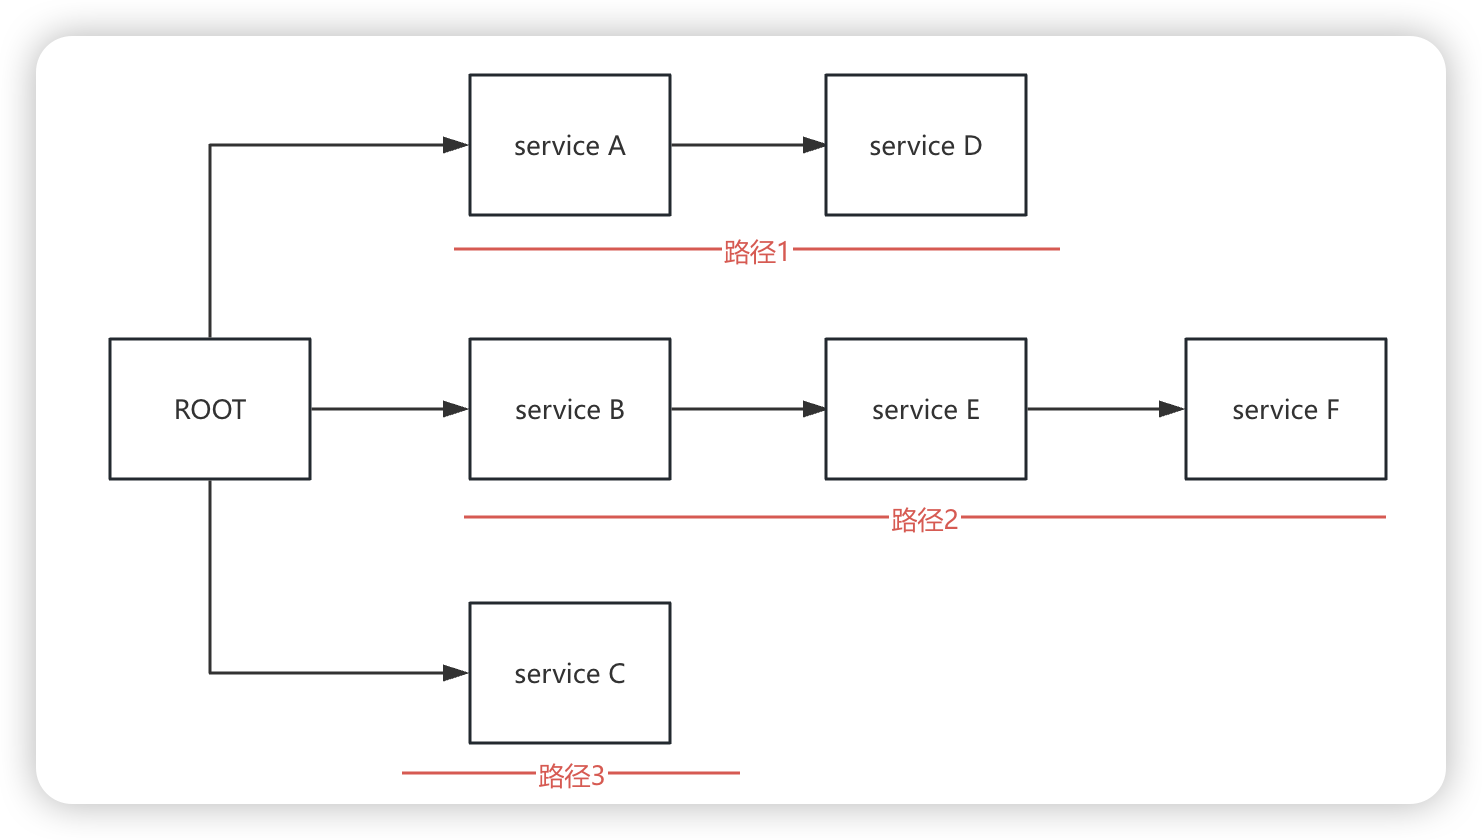 service A
service D
路径1
ROOT
service B
service E
service F
路径2
service C
路径3